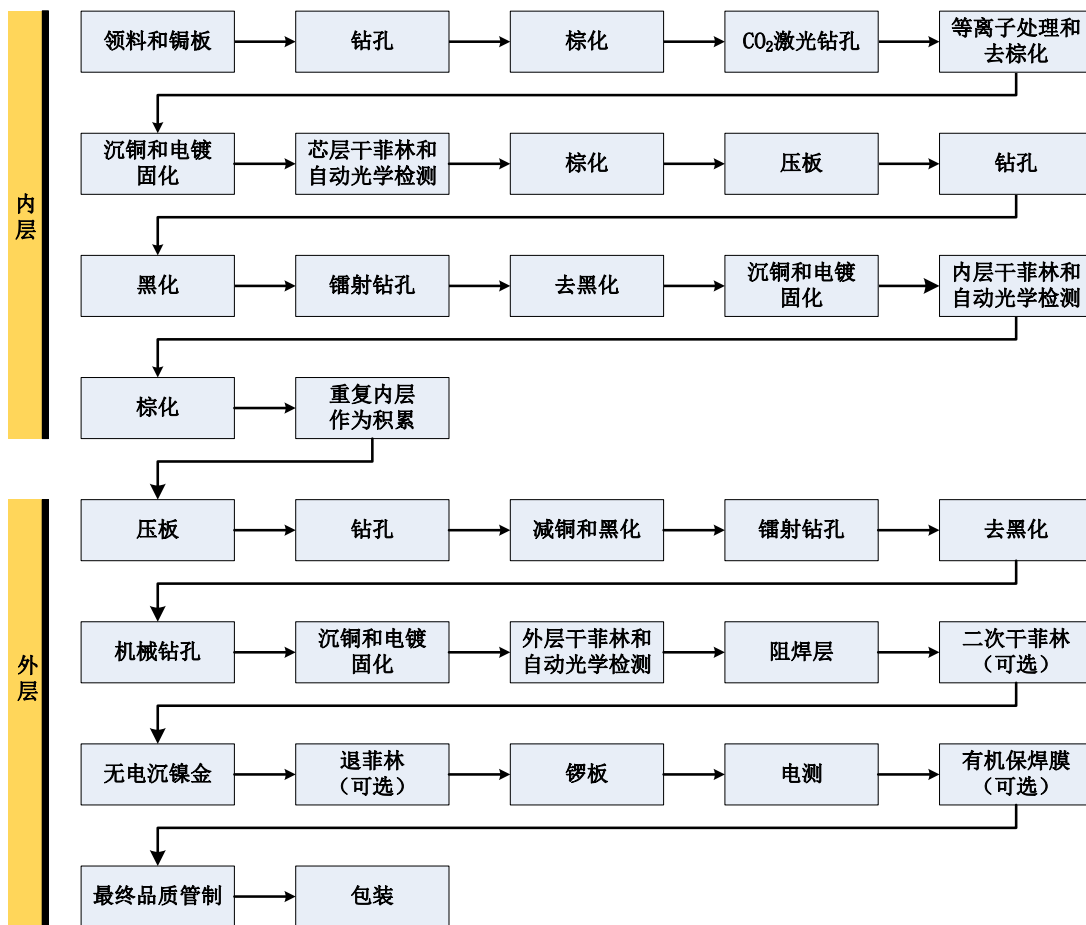 内层
领料和锔板
钻孔
棕化
CO₂激光钻孔
等离子处理和
去棕化
沉铜和电镀
固化
芯层干菲林和
自动光学检测
棕化
压板
钻孔
黑化
镭射钻孔
去黑化
沉铜和电镀
固化
内层干菲林和
自动光学检测
棕化
重复内层
作为积累
外层
压板
钻孔
减铜和黑化
镭射钻孔
去黑化
机械钻孔
沉铜和电镀
固化
外层干菲林和
自动光学检测
阻焊层
二次干菲林
（可选）
无电沉镍金
退菲林
（可选）
锣板
电测
有机保焊膜
（可选）
最终品质管制
包装